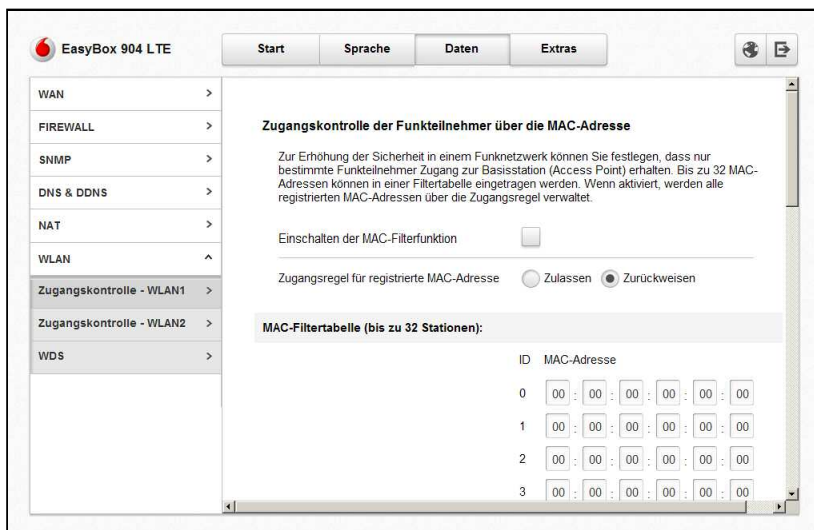 EasyBox 904 LTE
Start
Sprache
Daten
Extras
WAN
FIREWALL
SNMP
DNS & DDNS
NAT
WLAN
Zugangskontrolle - WLAN1
Zugangskontrolle - WLAN2
WDS
Zugangskontrolle der Funkteilnehmer über die MAC-Adresse
Zur Erhöhung der Sicherheit in einem Funknetzwerk können Sie festlegen, dass nur
bestimmte Funkteilnehmer Zugang zur Basisstation (Access Point) erhalten. Bis zu 32 MAC-
Adressen können in einer Filtertabelle eingetragen werden. Wenn aktiviert, werden alle
registrierten MAC-Adressen über die Zugangsregel verwaltet.
Einschalten der MAC-Filterfunktion
Zugangsregel für registrierte MAC-Adresse Zulassen Zurückweisen
MAC-Filtertabelle (bis zu 32 Stationen):
ID MAC-Adresse
0 00 : 00 : 00 : 00 : 00 : 00
1 00 : 00 : 00 : 00 : 00 : 00
2 00 : 00 : 00 : 00 : 00 : 00
3 00 : 00 : 00 : 00 : 00 : 00